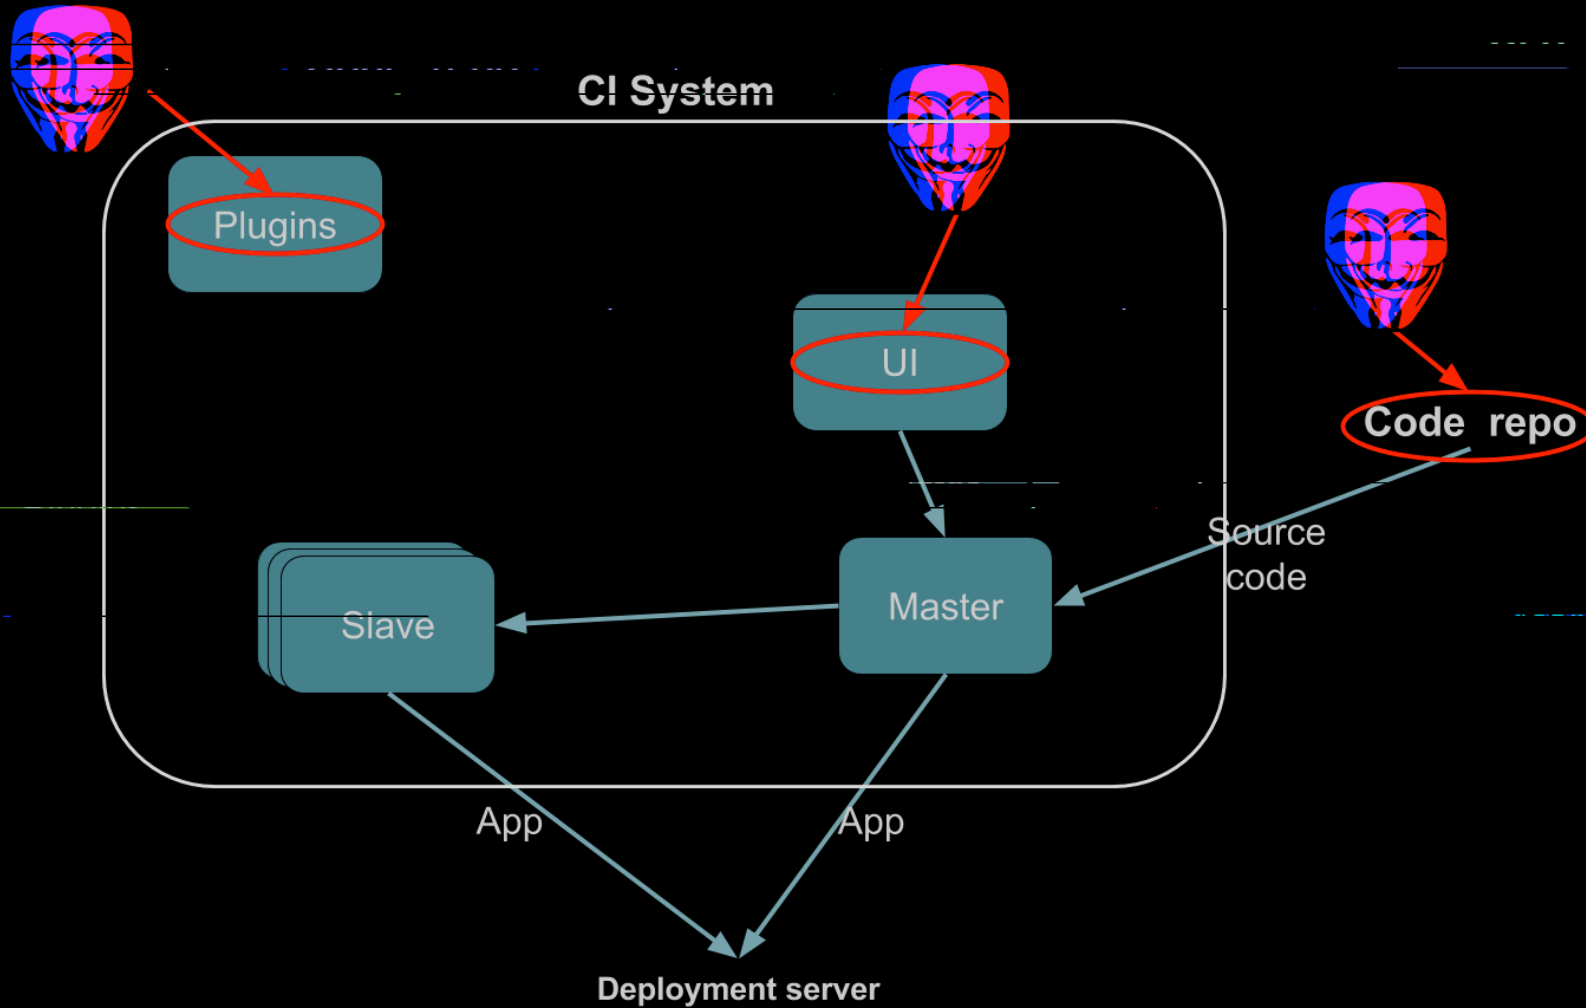 CI System
Plugins
UI
Code repo
Source
code
Slave
Master
App
App
Deployment server